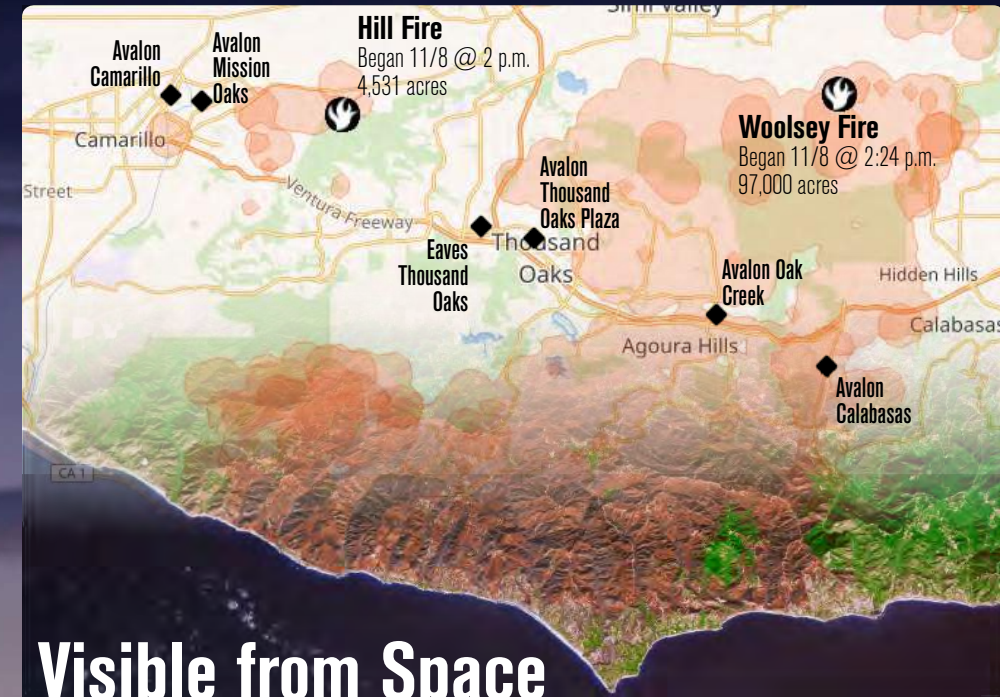 Simi Valley
Hill Fire
Began 11/8 @ 2 p.m.
4,531 acres
Avalon
Camarillo
Avalon
Mission
Oaks
Camarillo
Street
Ventura Freeway
Woolsey Fire
Began 11/8 @ 2:24 p.m.
97,000 acres
Avalon
Thousand
Oaks Plaza
Eaves
Thousand
Oaks
Thousand
Oaks
Avalon Oak
Creek
Hidden Hills
Calabasas
Agoura Hills
Avalon
Calabasas
CA 1
Visible from Space